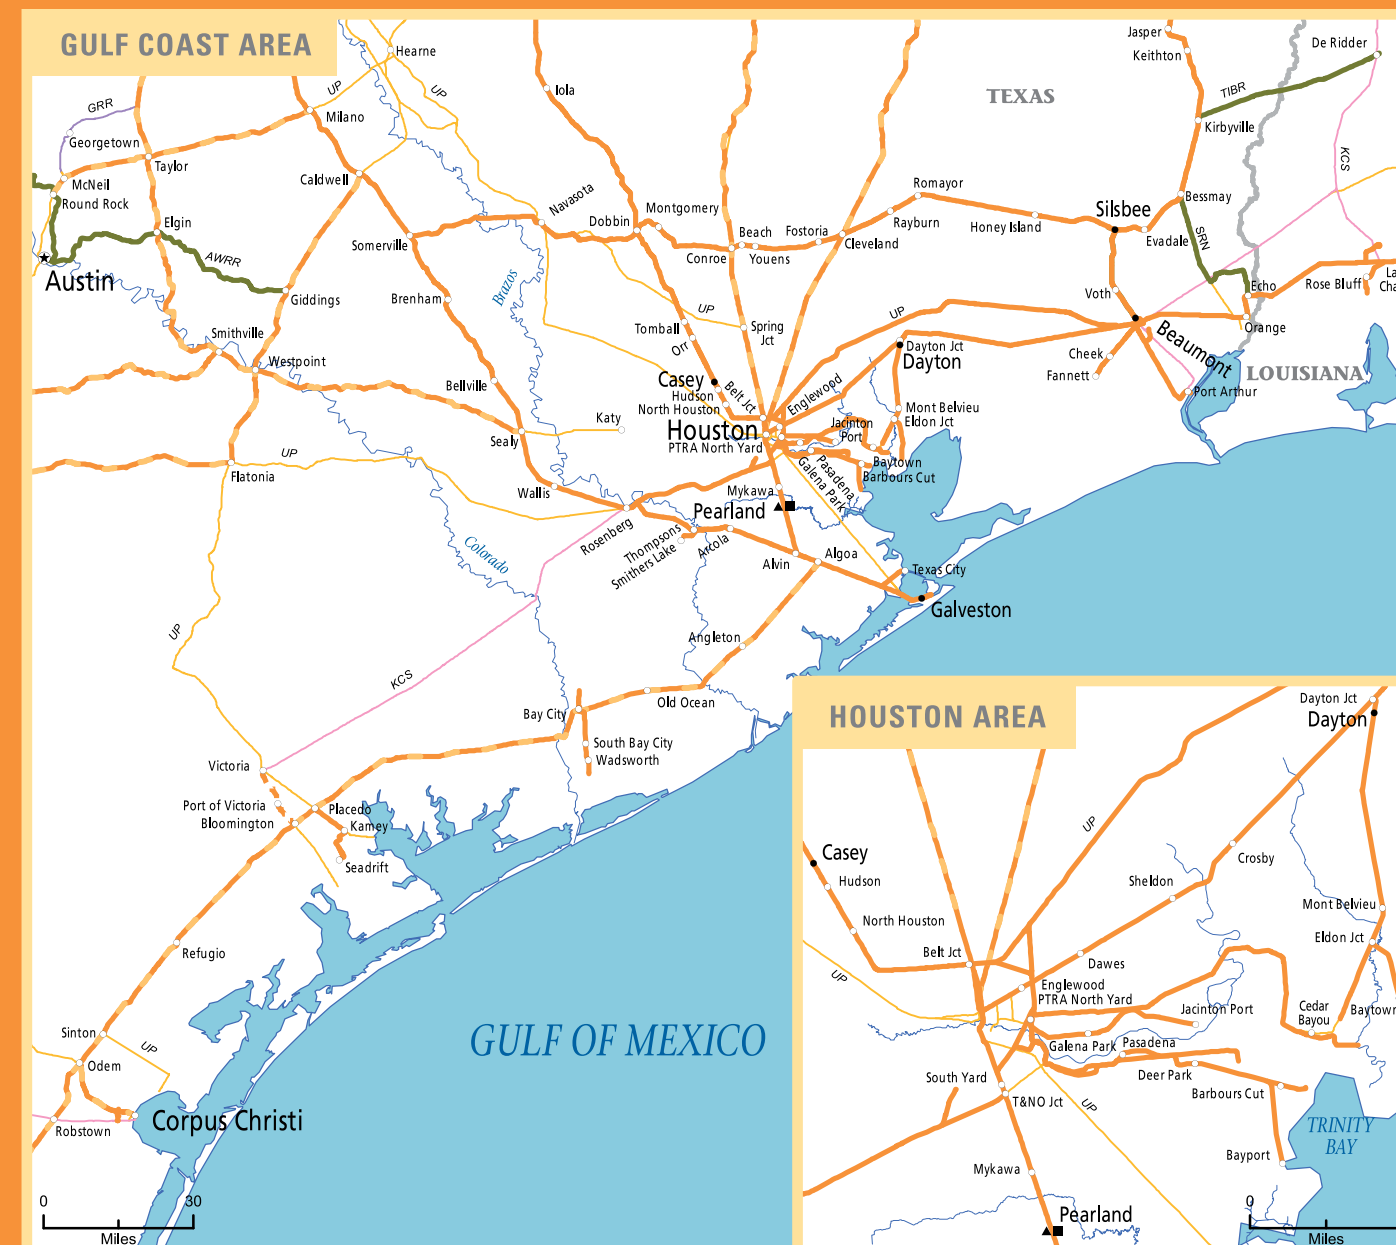 GULF COAST AREA
Hearne
UP
UP
GRR
Milano
Georgetown
Taylor
McNeil
Round Rock
Caldwell
Elgin
AWRR
Austin
Giddings
Somerville
Brenham
Smithville
Westpoint
Bellville
Sealy
Katy
UP
Flatonia
Wallis
Iola
Navasota
Dobbin
Montgomery
Brazos
Conroe
Beach
Youens
Fostoria
Cleveland
Romayor
Rayburn
Honey Island
TEXAS
Jasper
Keithton
De Ridder
TIBR
Kirbyville
KCS
Silsbee
Bessmay
Evadale
SRN
Voth
Echo
Orange
Rose Bluff
La
Cha
Beaumont
LOUISIANA
Cheek
Fannett
Port Arthur
UP
Tomball
Orr
Spring
Jct
UP
Dayton Jct
Dayton
Casey
Hudson
North Houston
Belt Jct
Englewood
Houston
PTRA North Yard
Mont Belvieu
Eldon Jct
Jacinton
Port
Baytown
Barbours Cut
Pasadena
Galena Park
Mykawa
Pearland
Rosenberg
Thompsons
Smithers Lake
Arcola
Alvin
Algoa
Texas City
Galveston
Colorado
UP
KCS
Angleton
Old Ocean
Bay City
South Bay City
Wadsworth
Victoria
Port of Victoria
Bloomington
Placedo
Kamey
Seadrift
Refugio
Sinton
UP
Odem
Corpus Christi
Robstown
GULF OF MEXICO
0 30
Miles
HOUSTON AREA
Dayton Jct
Dayton
UP
Casey
Hudson
Crosby
Sheldon
North Houston
Mont Belvieu
Belt Jct
Eldon Jct
Dawes
UP
Englewood
PTRA North Yard
Jacinton Port
Cedar
Bayou
Baytown
Galena Park
Pasadena
South Yard
Deer Park
Barbours Cut
T&NO Jct
UP
TRINITY
BAY
Bayport
Mykawa
Pearland
0
Miles